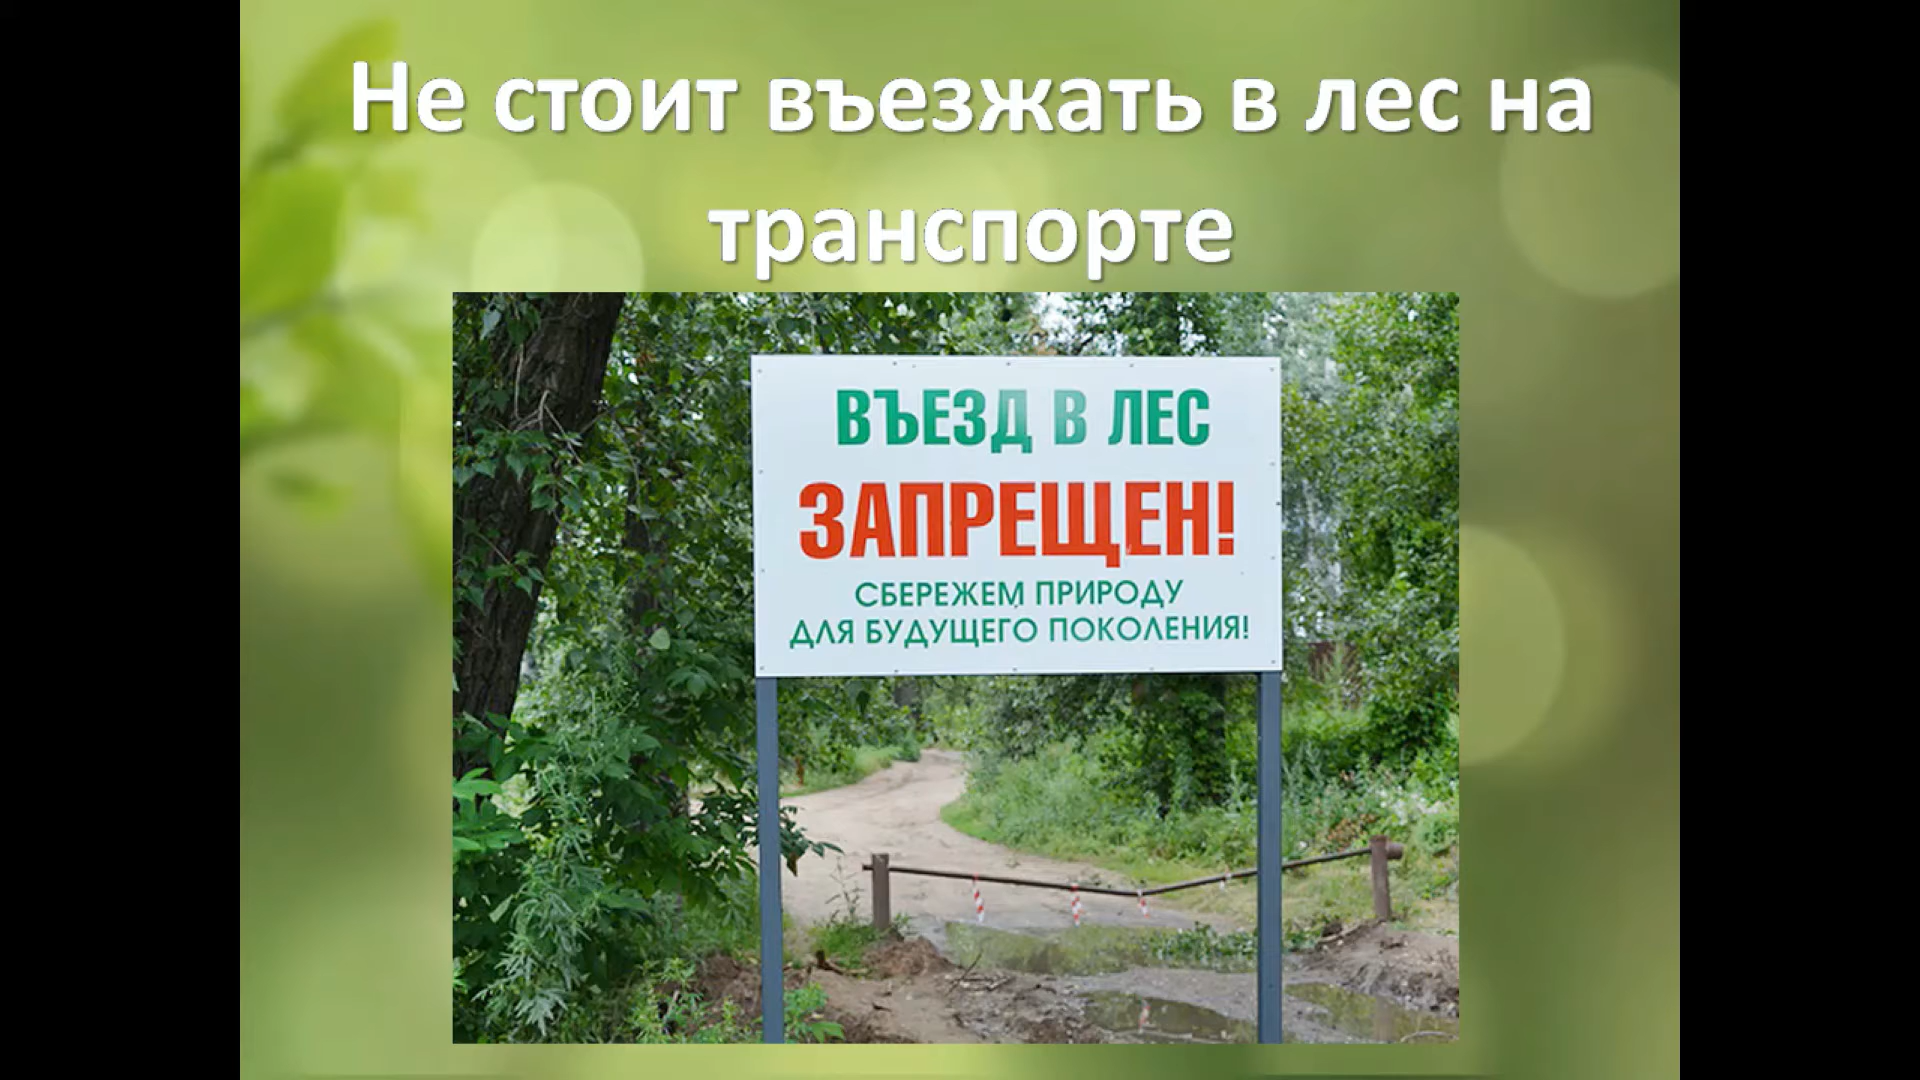 Не стоит въезжать в лес на
транспорте
ВЪЕЗД В ЛЕС
ЗАПРЕЩЕН!
СБЕРЕЖЕМ ПРИРОДУ
ДЛЯ БУДУЩЕГО ПОКОЛЕНИЯ!